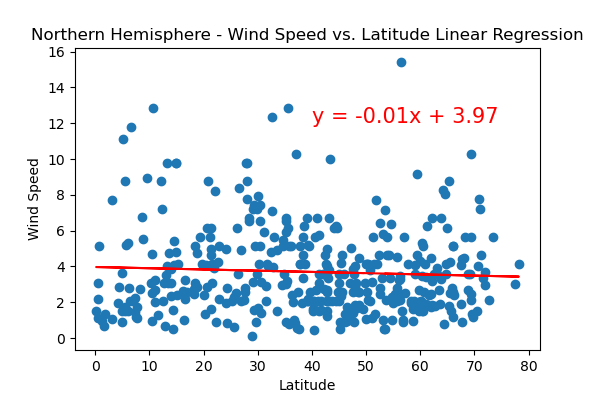 Northern Hemisphere - Wind Speed vs. Latitude Linear Regression
16
14
12
10
8
6
4
2
0
Wind Speed
y = -0.01x + 3.97
0 10 20 30 40 50 60 70 80
Latitude